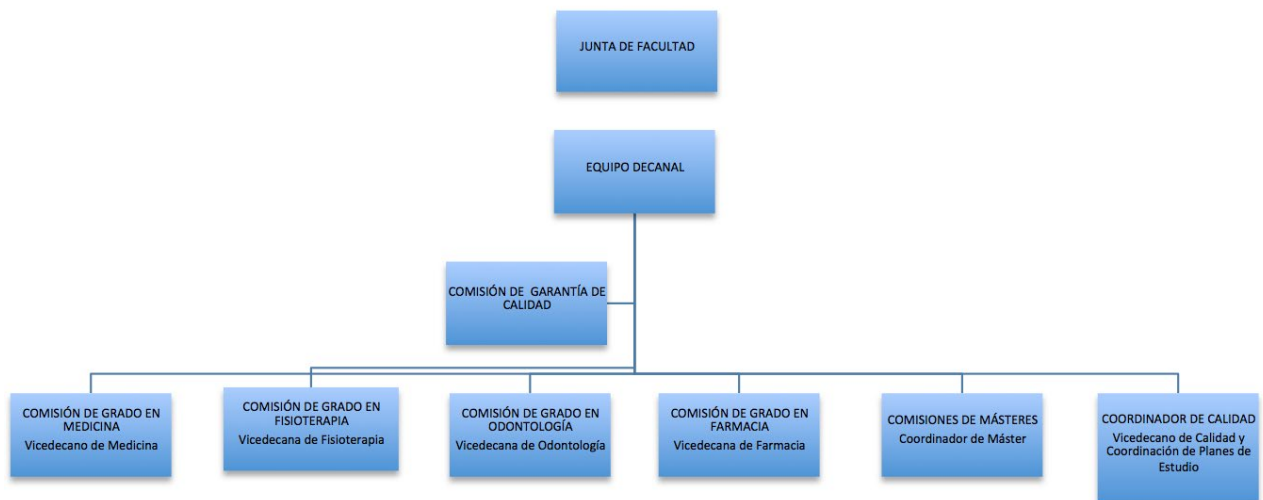 JUNTA DE FACULTAD
EQUIPO DECANAL
COMISIÓN DE GARANTÍA DE
CALIDAD
COMISIÓN DE GRADO EN
MEDICINA
Vicedecano de Medicina
COMISIÓN DE GRADO EN
FISIOTERAPIA
Vicedecana de Fisioterapia
COMISIÓN DE GRADO EN
ODONTOLOGÍA
Vicedecana de Odontología
COMISIÓN DE GRADO EN
FARMACIA
Vicedecana de Farmacia
COMISIONES DE MÁSTERES
Coordinador de Máster
COORDINADOR DE CALIDAD
Vicedecano de Calidad y
Coordinación de Planes de
Estudio